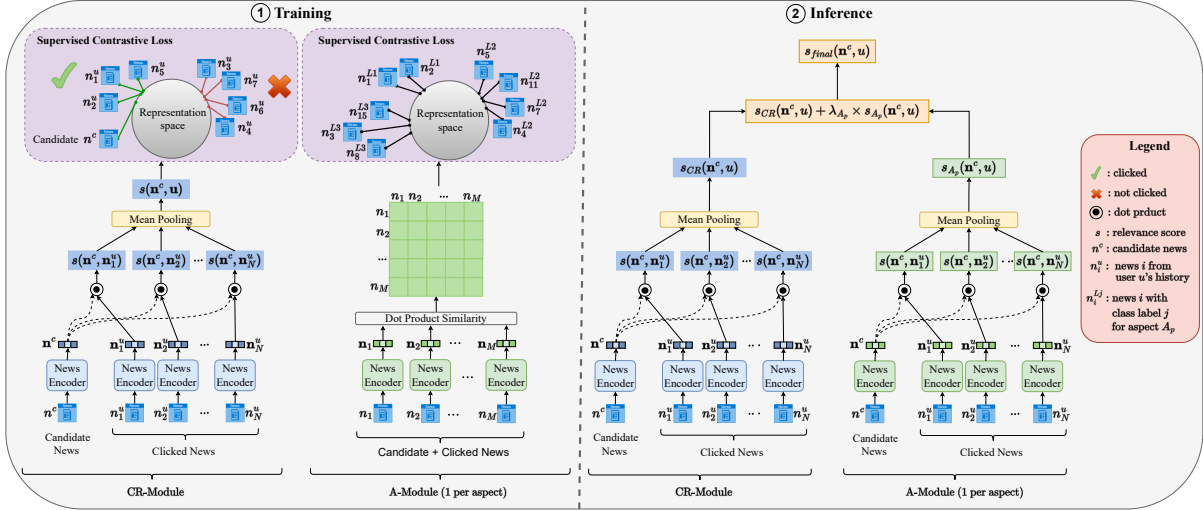 ① Training
Supervised Contrastive Loss
n_1^u
n_5^u
n_2^u
Candidate n^c
n_3^u
n_7^u
n_6^u
n_4^u
Representation
space
s(n^c, u)
Mean Pooling
s(n^c, n_1^u) s(n^c, n_2^u) ... s(n^c, n_N^u)
n^c n_1^u n_2^u ... n_N^u
News
Encoder
News
Encoder
News
Encoder
News
Encoder
n^c n_1^u n_2^u ... n_N^u
Candidate
News
Clicked News
CR-Module
Supervised Contrastive Loss
n_1^{L1}
n_2^{L1}
n_5^{L2}
n_11^{L2}
n_7^{L2}
n_4^{L2}
n_15^{L3}
n_3^{L3}
n_8^{L3}
Representation
space
n_1 n_2 ... n_M
n_1
n_2
...
n_M
Dot Product Similarity
n_1 n_2 ... n_M
News
Encoder
News
Encoder
...
News
Encoder
n_1 n_2 ... n_M
Candidate + Clicked News
A-Module (1 per aspect)
② Inference
s_{final}(n^c, u)
s_{CR}(n^c, u) + λ_{A_p} × s_{A_p}(n^c, u)
s_{CR}(n^c, u)
Mean Pooling
s(n^c, n_1^u) s(n^c, n_2^u) ... s(n^c, n_N^u)
n^c n_1^u n_2^u ... n_N^u
News
Encoder
News
Encoder
News
Encoder
News
Encoder
n^c n_1^u n_2^u ... n_N^u
Candidate
News
Clicked News
CR-Module
s_{A_p}(n^c, u)
Mean Pooling
s(n^c, n_1^u) s(n^c, n_2^u) ... s(n^c, n_N^u)
n^c n_1^u n_2^u ... n_N^u
News
Encoder
News
Encoder
News
Encoder
News
Encoder
n^c n_1^u n_2^u ... n_N^u
Candidate
News
Clicked News
A-Module (1 per aspect)
Legend
: clicked
: not clicked
: dot prduct
s : relevance score
n^c : candidate news
n_i^u : news i from
user u's history
n_i^{Lj} : news i with
class label j
for aspect A_p